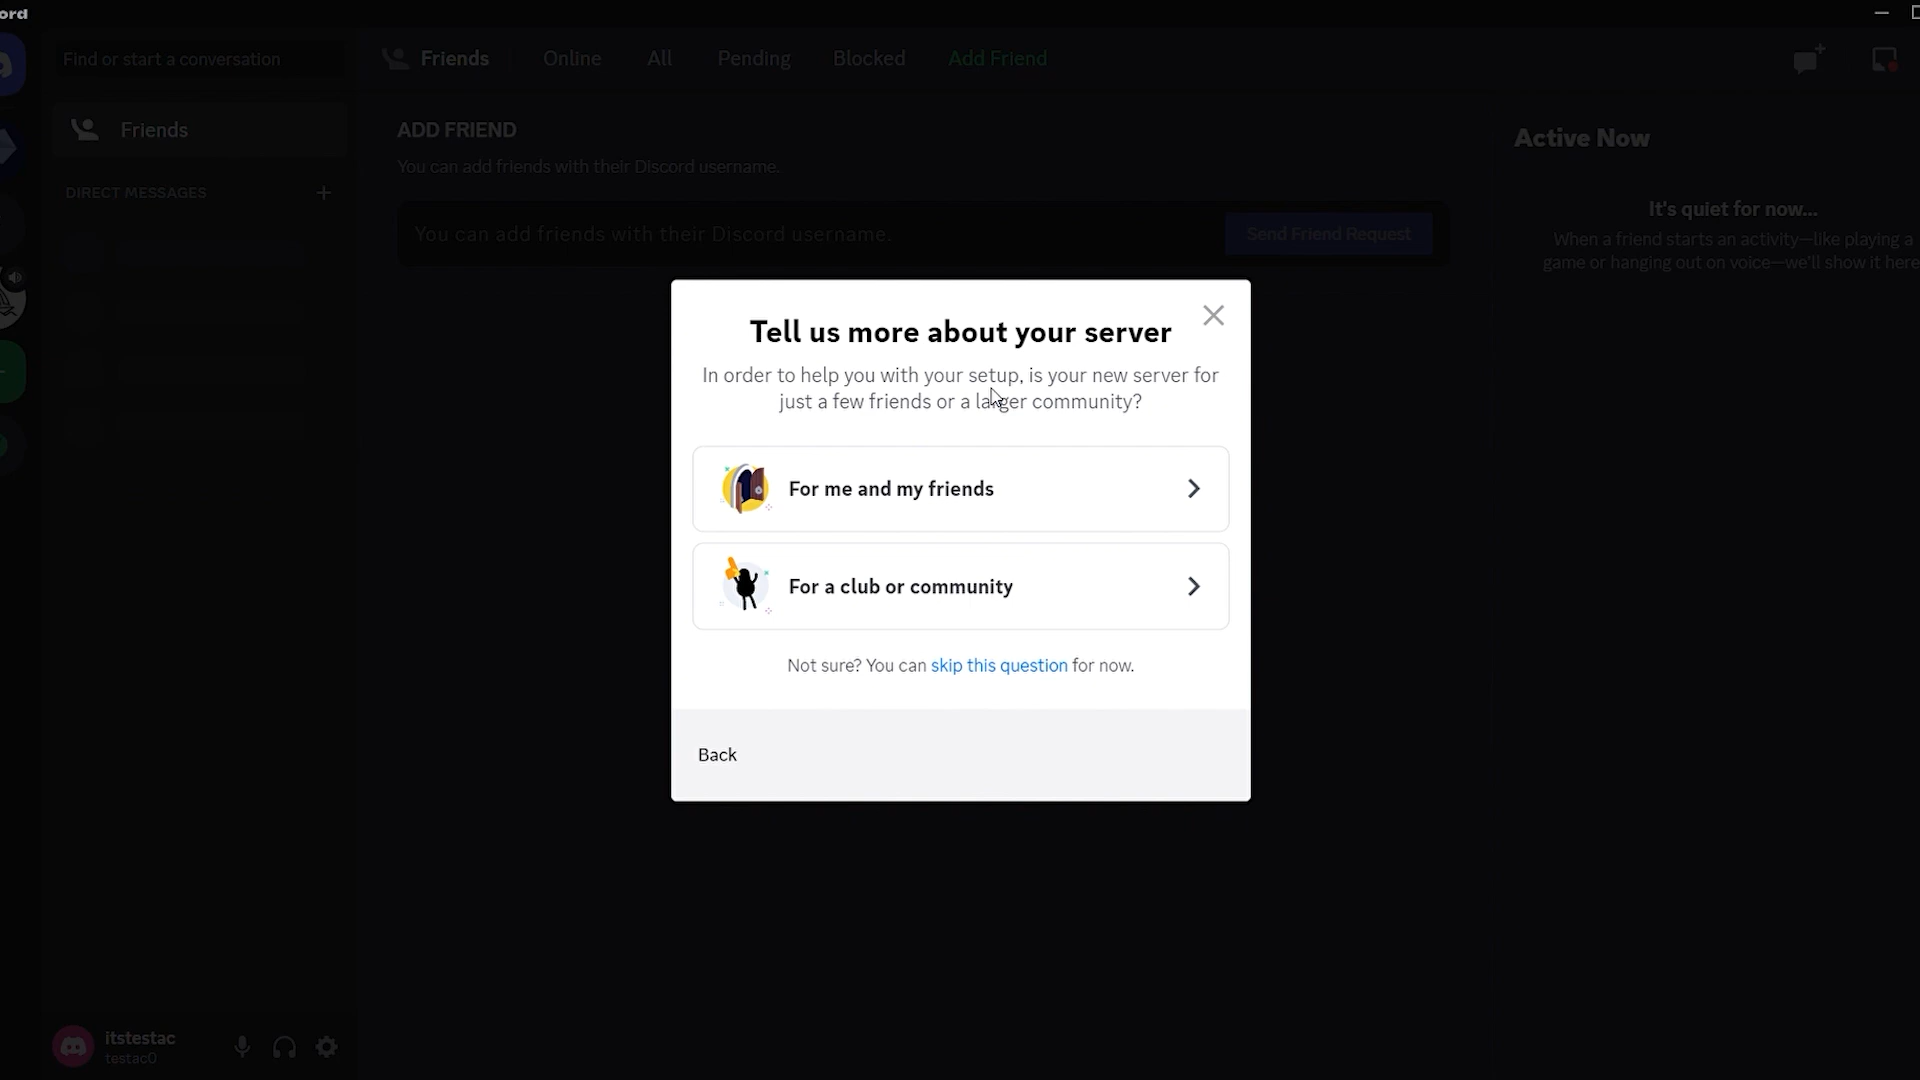 ord
Find or start a conversation
Friends
Online
All
Pending
Blocked
Add Friend
Friends
DIRECT MESSAGES
ADD FRIEND
You can add friends with their Discord username.
You can add friends with their Discord username.
Send Friend Request
Active Now
It's quiet for now...
When a friend starts an activity—like playing a
game or hanging out on voice—we'll show it here
Tell us more about your server
In order to help you with your setup, is your new server for
just a few friends or a larger community?
For me and my friends
For a club or community
Not sure? You can skip this question for now.
Back
itstestac
testac0